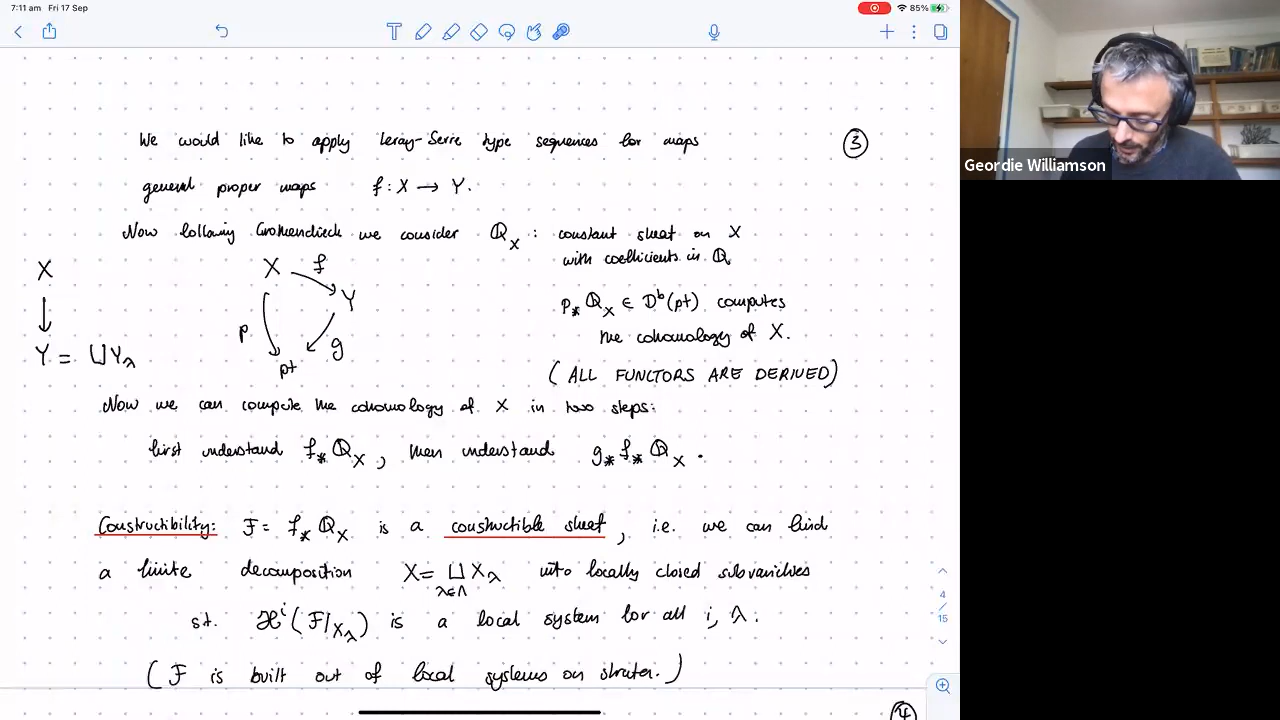 7:11 am Fri 17 Sep
85%
We would like to apply Leray-Serre type sequences for maps
③
general proper maps f : X → Y.
Now following Grothendieck we consider ℚ_X : constant sheaf on X
with coefficients in ℚ
X
Y = ⊔Y_λ
X f
Y
p
g
pt
p_* ℚ_X ∈ D^b(pt) computes
the cohomology of X.
(ALL FUNCTORS ARE DERIVED)
Now we can compute the cohomology of X in two steps:
first understand f_* ℚ_X, then understand g_* f_* ℚ_X.
Constructibility: F = f_* ℚ_X is a constructible sheaf, i.e. we can find
a finite decomposition X = ⊔_{λ∈Λ} X_λ into locally closed subvarieties
st. ℋ^i(F|_{X_λ}) is a local system for all i, λ.
(F is built out of local systems on strata.)
④
4
/
15
Geordie Williamson